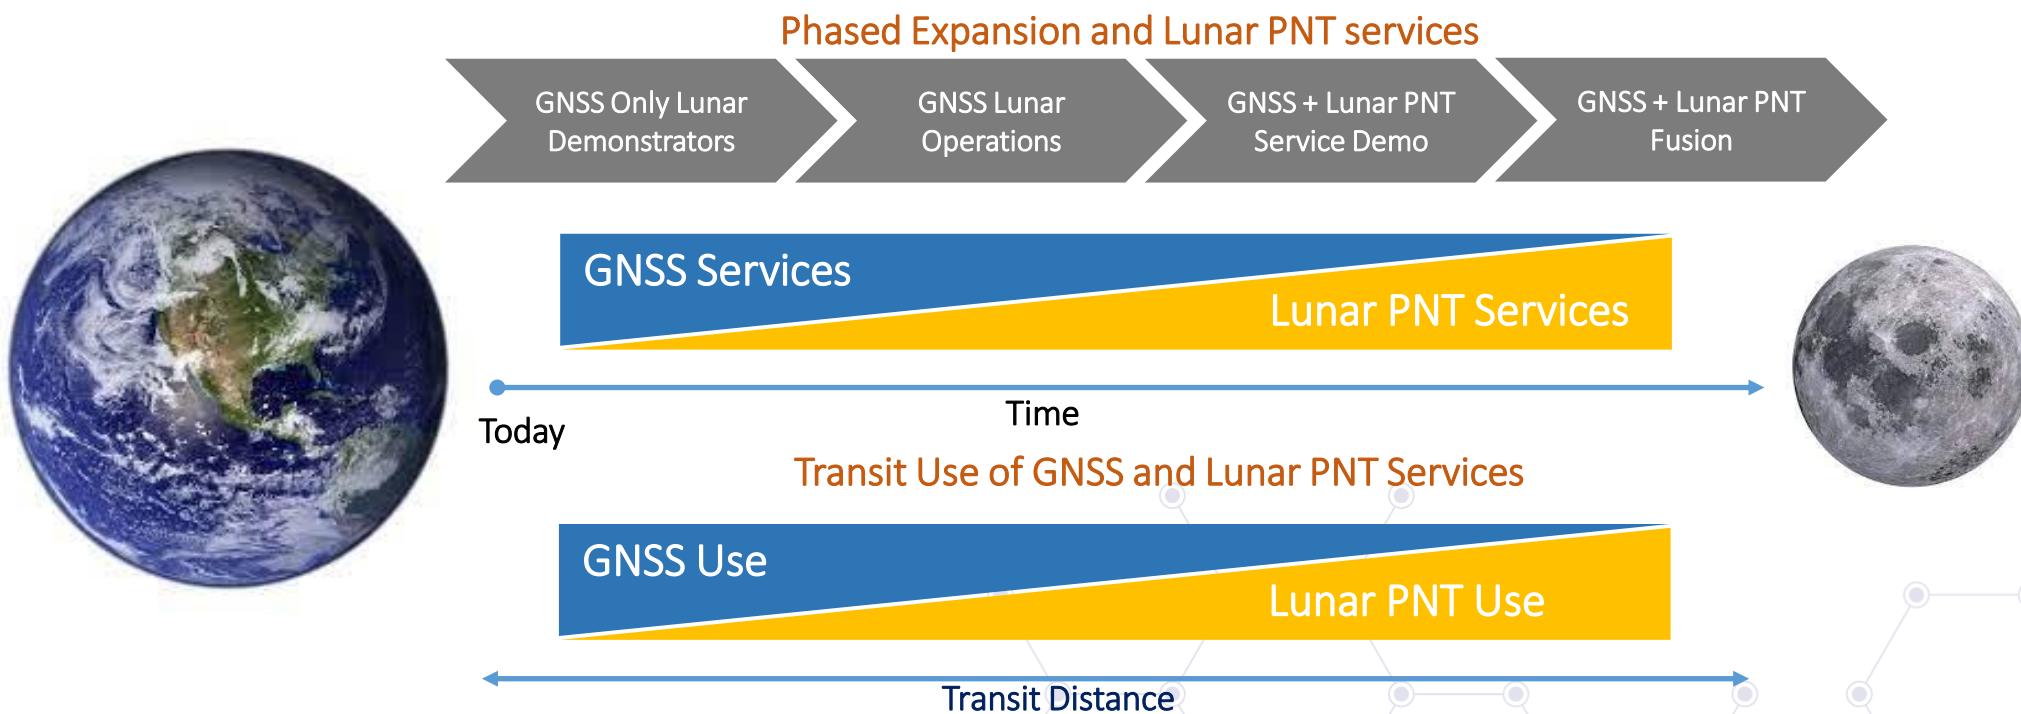 Phased Expansion and Lunar PNT services
GNSS Only Lunar
Demonstrators
GNSS Lunar
Operations
GNSS + Lunar PNT
Service Demo
GNSS + Lunar PNT
Fusion
GNSS Services
Lunar PNT Services
Today
Time
Transit Use of GNSS and Lunar PNT Services
GNSS Use
Lunar PNT Use
Transit Distance